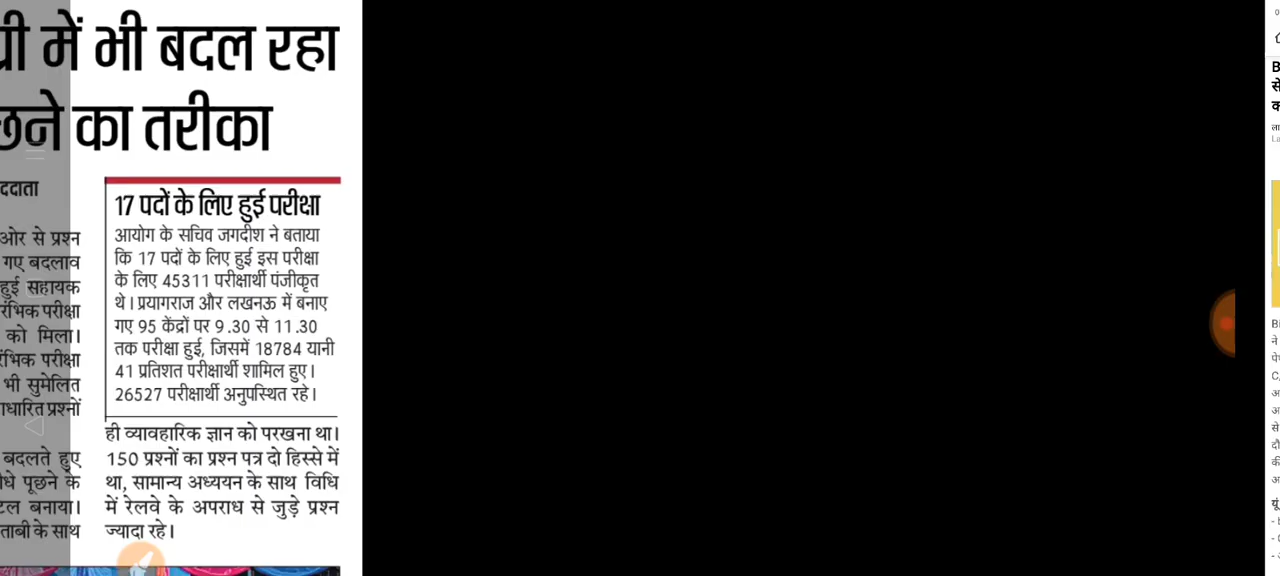 में भी बदल रहा
का तरीका
17 पदों के लिए हुई परीक्षा
आयोग के सचिव जगदीश ने बताया
कि 17 पदों के लिए हुई इस परीक्षा
के लिए 45311 परीक्षार्थी पंजीकृत
थे। प्रयागराज और लखनऊ में बनाए
गए 95 केंद्रों पर 9.30 से 11.30
तक परीक्षा हुई, जिसमें 18784 यानी
41 प्रतिशत परीक्षार्थी शामिल हुए।
26527 परीक्षार्थी अनुपस्थित रहे।
ही व्यावहारिक ज्ञान को परखना था।
150 प्रश्नों का प्रश्न पत्र दो हिस्से में
था, सामान्य अध्ययन के साथ विधि
में रेलवे के अपराध से जुड़े प्रश्न
ज्यादा रहे।
ओर से प्रश्न
गए बदलाव
हुई सहायक
परीक्षा
को मिला।
परीक्षा
भी सुमेलित
प्रश्नों
बदलते हुए
पूछने के
बनाया।
के साथ